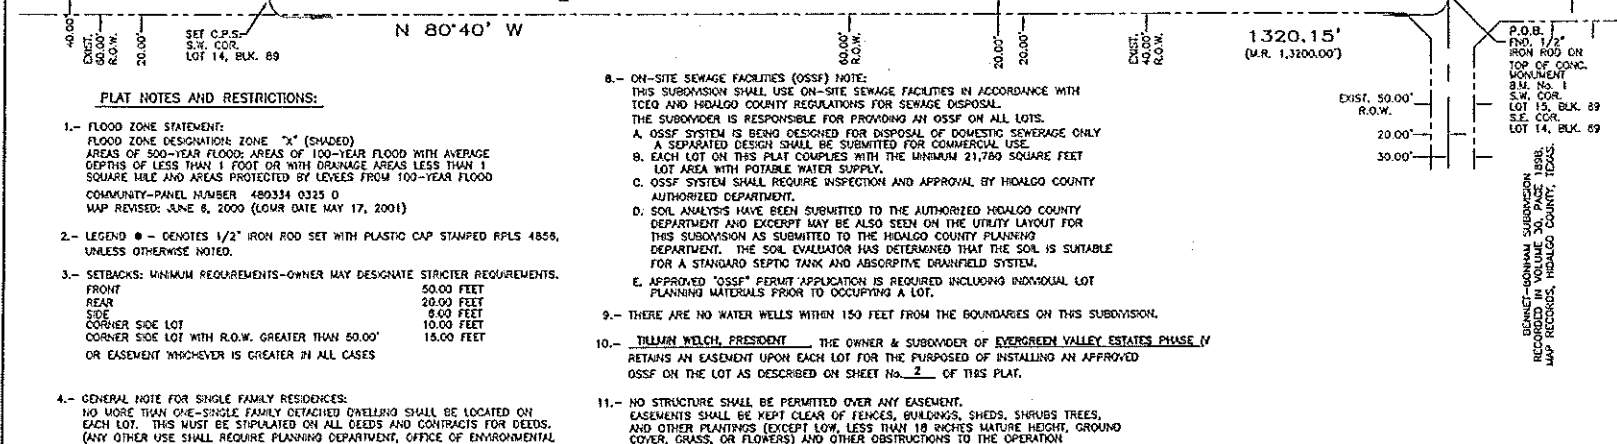 40.00'
EXIST.
60.00'
R.O.W.
20.00'
SET C.P.S.
S.W. COR.
LOT 14, BLK. 89
N 80°40' W
60.00'
R.O.W.
20.00'
20.00'
EXIST.
40.00'
R.O.W.
1320.15'
(M.R. 1,3200.00')
P.O.B.
FND. 1/2"
IRON ROD ON
TOP OF CONC.
MONUMENT
B.M. No. 1
S.W. COR.
LOT 15, BLK. 89
S.E. COR.
LOT 14, BLK. 89
EXIST. 50.00'
R.O.W.
20.00'
30.00'
BENNET-BONHAM SUBDIVISION
RECORDED IN VOLUME 30, PAGE 189B,
MAP RECORDS, HIDALGO COUNTY, TEXAS.
PLAT NOTES AND RESTRICTIONS:
1.- FLOOD ZONE STATEMENT:
FLOOD ZONE DESIGNATION: ZONE "X" (SHADED)
AREAS OF 500-YEAR FLOOD; AREAS OF 100-YEAR FLOOD WITH AVERAGE
DEPTHS OF LESS THAN 1 FOOT OR WITH DRAINAGE AREAS LESS THAN 1
SQUARE MILE AND AREAS PROTECTED BY LEVEES FROM 100-YEAR FLOOD
COMMUNITY-PANEL NUMBER 480334 0325 D
MAP REVISED: JUNE 6, 2000 (LOMR DATE MAY 17, 2001)
2.- LEGEND ● - DENOTES 1/2" IRON ROD SET WITH PLASTIC CAP STAMPED RPLS 4856,
UNLESS OTHERWISE NOTED.
3.- SETBACKS: MINIMUM REQUIREMENTS-OWNER MAY DESIGNATE STRICTER REQUIREMENTS.
FRONT 50.00 FEET
REAR 20.00 FEET
SIDE 6.00 FEET
CORNER SIDE LOT 10.00 FEET
CORNER SIDE LOT WITH R.O.W. GREATER THAN 50.00' 15.00 FEET
OR EASEMENT WHICHEVER IS GREATER IN ALL CASES
4.- GENERAL NOTE FOR SINGLE FAMILY RESIDENCES:
NO MORE THAN ONE-SINGLE FAMILY DETACHED DWELLING SHALL BE LOCATED ON
EACH LOT. THIS MUST BE STIPULATED ON ALL DEEDS AND CONTRACTS FOR DEEDS.
(ANY OTHER USE SHALL REQUIRE PLANNING DEPARTMENT, OFFICE OF ENVIRONMENTAL
8.- ON-SITE SEWAGE FACILITIES (OSSF) NOTE:
THIS SUBDIVISION SHALL USE ON-SITE SEWAGE FACILITIES IN ACCORDANCE WITH
TCEQ AND HIDALGO COUNTY REGULATIONS FOR SEWAGE DISPOSAL.
THE SUBDIVIDER IS RESPONSIBLE FOR PROVIDING AN OSSF ON ALL LOTS.
A. OSSF SYSTEM IS BEING DESIGNED FOR DISPOSAL OF DOMESTIC SEWERAGE ONLY
A SEPARATED DESIGN SHALL BE SUBMITTED FOR COMMERCIAL USE.
B. EACH LOT ON THIS PLAT COMPLIES WITH THE MINIMUM 21,780 SQUARE FEET
LOT AREA WITH POTABLE WATER SUPPLY.
C. OSSF SYSTEM SHALL REQUIRE INSPECTION AND APPROVAL BY HIDALGO COUNTY
AUTHORIZED DEPARTMENT.
D. SOIL ANALYSIS HAVE BEEN SUBMITTED TO THE AUTHORIZED HIDALGO COUNTY
DEPARTMENT AND EXCERPT MAY BE ALSO SEEN ON THE UTILITY LAYOUT FOR
THIS SUBDIVISION AS SUBMITTED TO THE HIDALGO COUNTY PLANNING
DEPARTMENT. THE SOIL EVALUATOR HAS DETERMINED THAT THE SOIL IS SUITABLE
FOR A STANDARD SEPTIC TANK AND ABSORPTIVE DRAINFIELD SYSTEM.
E. APPROVED "OSSF" PERMIT APPLICATION IS REQUIRED INCLUDING INDIVIDUAL LOT
PLANNING MATERIALS PRIOR TO OCCUPYING A LOT.
9.- THERE ARE NO WATER WELLS WITHIN 150 FEET FROM THE BOUNDARIES ON THIS SUBDIVISION.
10.- TILLMIN WELCH, PRESIDENT THE OWNER & SUBDIVIDER OF EVERGREEN VALLEY ESTATES PHASE IV
RETAINS AN EASEMENT UPON EACH LOT FOR THE PURPOSED OF INSTALLING AN APPROVED
OSSF ON THE LOT AS DESCRIBED ON SHEET No. 2 OF THIS PLAT.
11.- NO STRUCTURE SHALL BE PERMITTED OVER ANY EASEMENT.
EASEMENTS SHALL BE KEPT CLEAR OF FENCES, BUILDINGS, SHEDS, SHRUBS TREES,
AND OTHER PLANTINGS (EXCEPT LOW, LESS THAN 18 INCHES MATURE HEIGHT, GROUND
COVER, GRASS, OR FLOWERS) AND OTHER OBSTRUCTIONS TO THE OPERATION